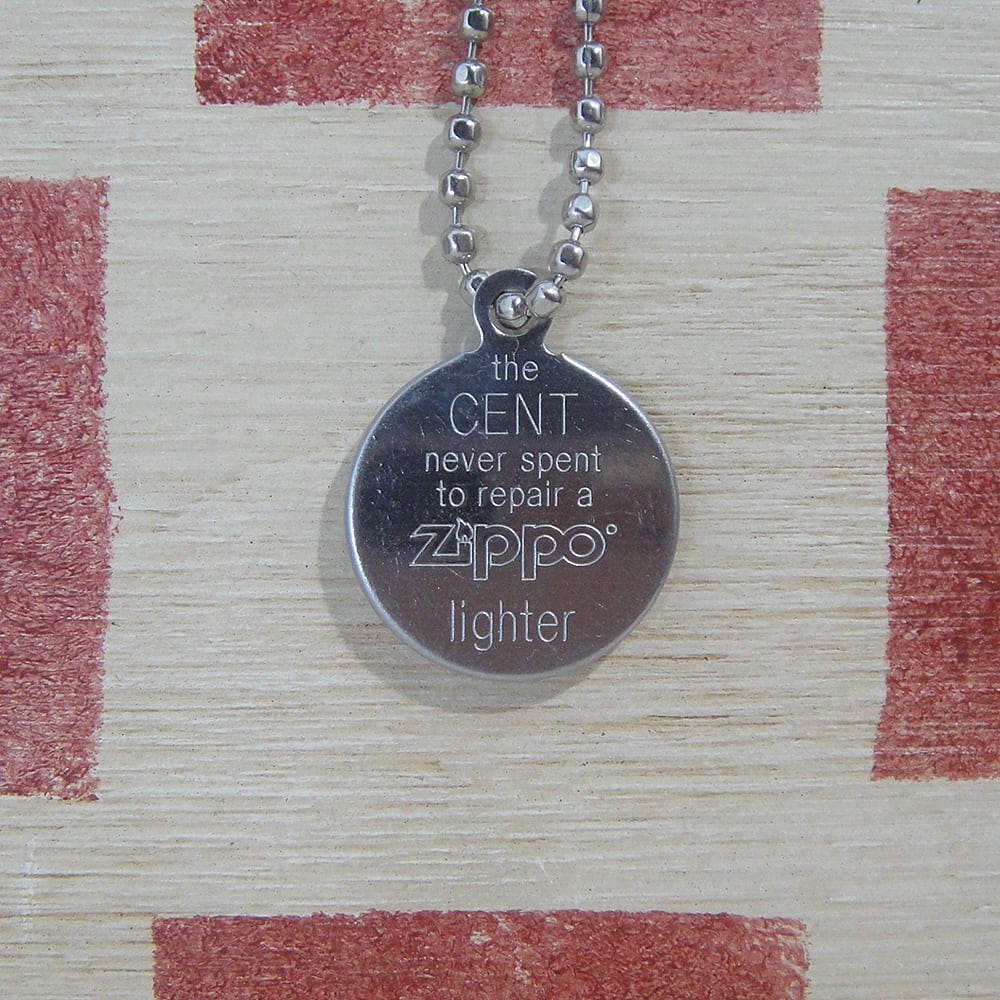 the
CENT
never spent
to repair a
zippo
lighter